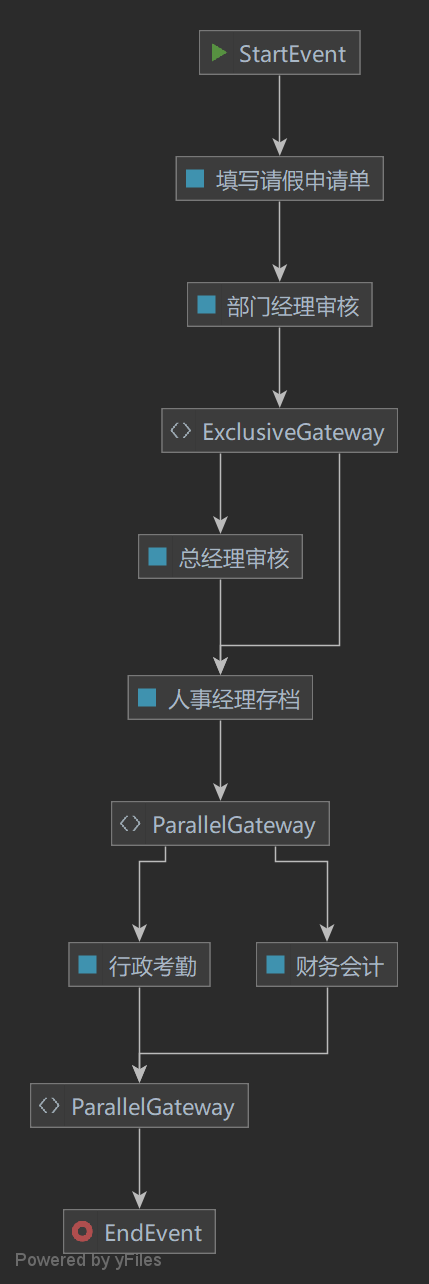 StartEvent
填写请假申请单
部门经理审核
ExclusiveGateway
总经理审核
人事经理存档
ParallelGateway
行政考勤
财务会计
ParallelGateway
EndEvent
Powered by yFiles